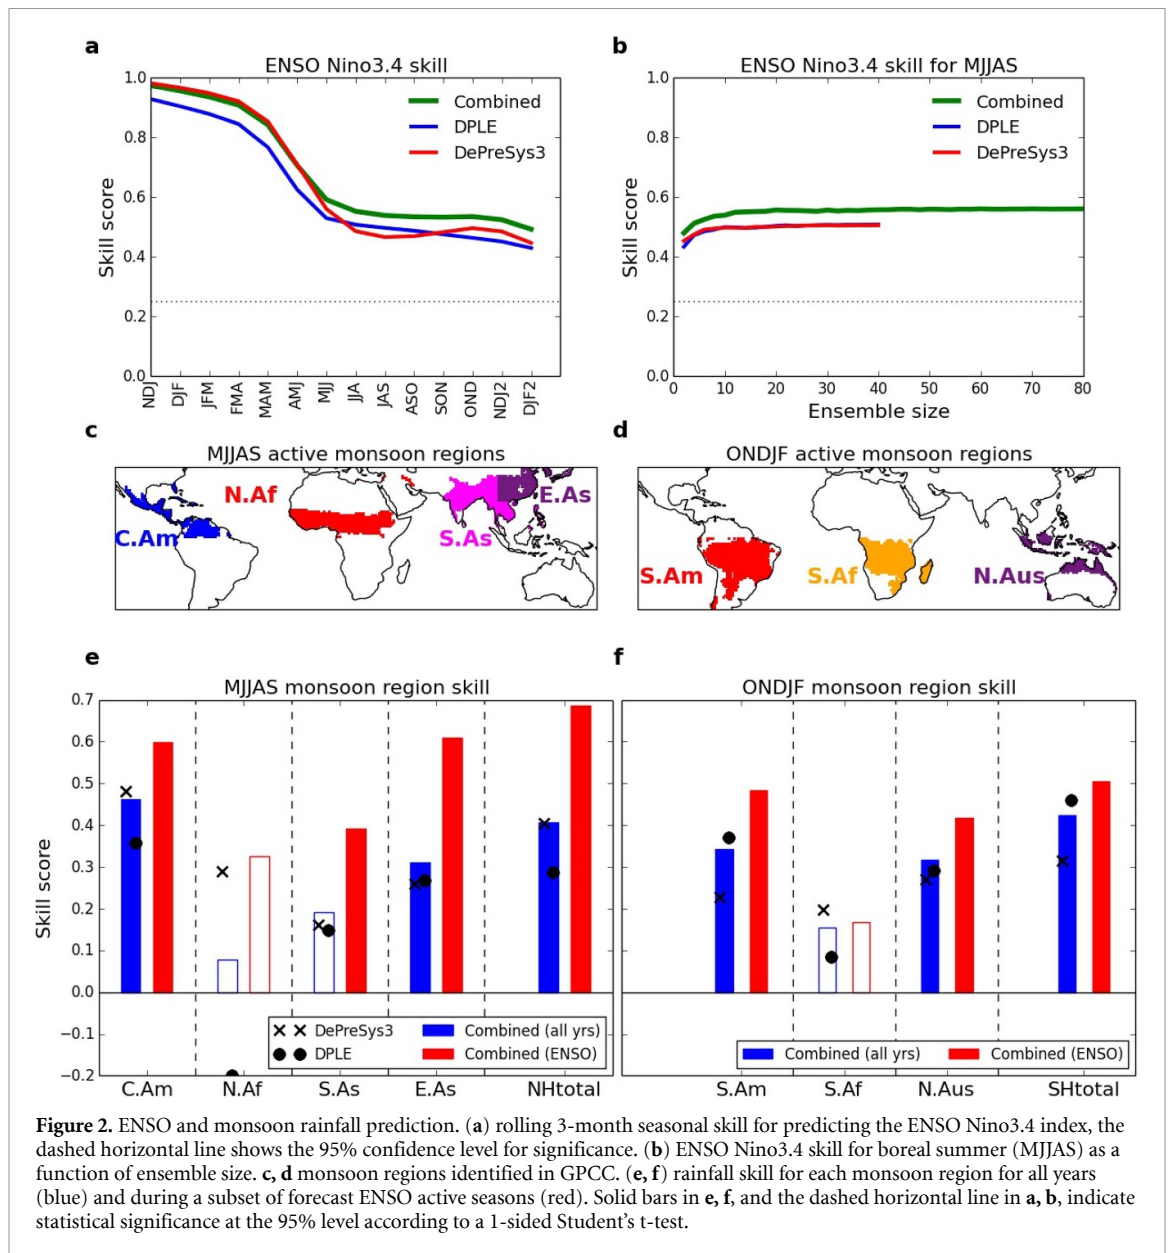 a
ENSO Nino3.4 skill
1.0
0.8
0.6
0.4
0.2
0.0
Skill score
Combined
DPLE
DePreSys3
NDJ
DJF
JFM
FMA
MAM
AMJ
MJJ
JJA
JAS
ASO
SON
OND
NDJ2
DJF2
b
ENSO Nino3.4 skill for MJJAS
1.0
0.8
0.6
0.4
0.2
0.0
Skill score
Combined
DPLE
DePreSys3
0 10 20 30 40 50 60 70 80
Ensemble size
c
MJJAS active monsoon regions
N.Af
E.As
C.Am
S.As
d
ONDJF active monsoon regions
S.Am
S.Af
N.Aus
e
MJJAS monsoon region skill
0.7
0.6
0.5
0.4
0.3
0.2
0.1
0.0
−0.1
−0.2
Skill score
DePreSys3
DPLE
Combined (all yrs)
Combined (ENSO)
C.Am N.Af S.As E.As NHtotal
f
ONDJF monsoon region skill
Combined (all yrs) Combined (ENSO)
S.Am S.Af N.Aus SHtotal
Figure 2. ENSO and monsoon rainfall prediction. (a) rolling 3-month seasonal skill for predicting the ENSO Nino3.4 index, the
dashed horizontal line shows the 95% confidence level for significance. (b) ENSO Nino3.4 skill for boreal summer (MJJAS) as a
function of ensemble size. c, d monsoon regions identified in GPCC. (e, f) rainfall skill for each monsoon region for all years
(blue) and during a subset of forecast ENSO active seasons (red). Solid bars in e, f, and the dashed horizontal line in a, b, indicate
statistical significance at the 95% level according to a 1-sided Student's t-test.